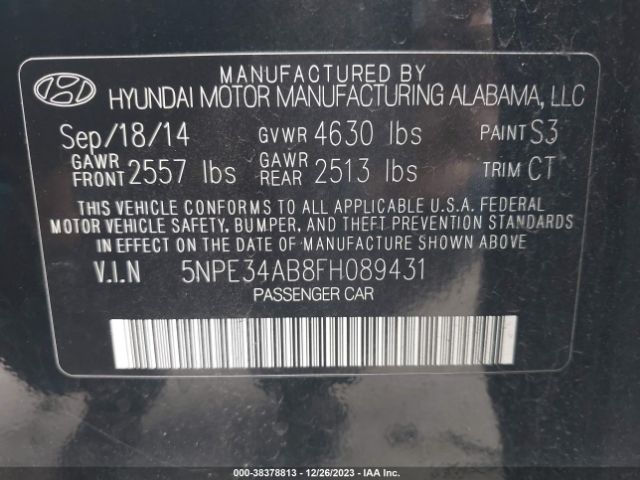 MANUFACTURED BY
HYUNDAI MOTOR MANUFACTURING ALABAMA, LLC
Sep/18/14 GVWR 4630 lbs PAINT S3
GAWR FRONT 2557 lbs GAWR REAR 2513 lbs TRIM CT
THIS VEHICLE CONFORMS TO ALL APPLICABLE U.S.A. FEDERAL
MOTOR VEHICLE SAFETY, BUMPER, AND THEFT PREVENTION STANDARDS
IN EFFECT ON THE DATE OF MANUFACTURE SHOWN ABOVE.
V.I.N 5NPE34AB8FH089431
PASSENGER CAR
000-38378813 - 12/26/2023 - IAA Inc.